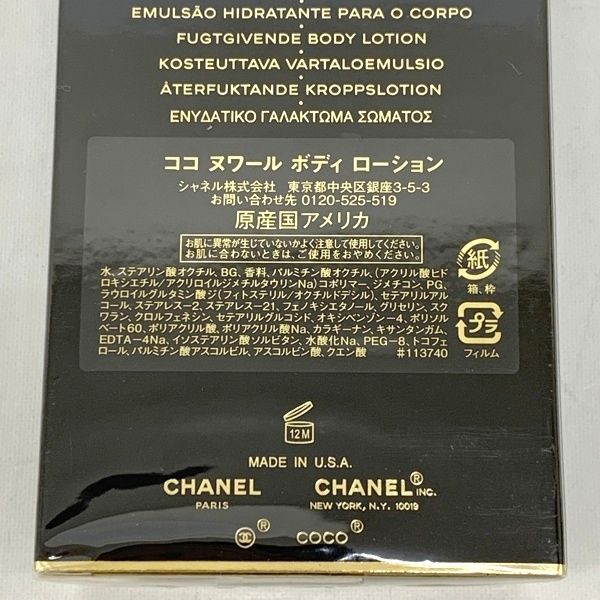 EMULSÃO HIDRATANTE PARA O CORPO
FUGTGIVENDE BODY LOTION
KOSTEUTTAVA VARTALOEMULSIO
ÅTERFUKTANDE KROPPSLOTION
ΕΝΥΔΑΤΙΚΟ ΓΑΛΑΚΤΩΜΑ ΣΩΜΑΤΟΣ
ココ ヌワール ボディ ローション
シャネル株式会社 東京都中央区銀座3-5-3
お問い合わせ先 0120-525-519
原産国アメリカ
お肌に異常が生じていないかよく注意して使用してください。
お肌に合わないときは、ご使用をおやめください。
水、ステアリン酸オクチル、BG、香料、パルミチン酸オクチル、(アクリル酸ヒド
ロキシエチル/アクリロイルジメチルタウリンNa)コポリマー、ジメチコン、PG、
ラウロイルグルタミン酸ジ(フィトステリル/オクチルドデシル)、セテアリルアル
コール、ステアレス-2、ステアレス-21、フェノキシエタノール、グリセリン、スク
ワラン、クロルフェネシン、セテアリルグルコシド、オキシベンゾン-4、ポリソル
ベート60、ポリアクリル酸、ポリアクリル酸Na、カラギーナン、キサンタンガム、
EDTA-4Na、イソステアリン酸ソルビタン、水酸化Na、PEG-8、トコフェ
ロール、パルミチン酸アスコルビル、アスコルビン酸、クエン酸 #113740
紙
箱、枠
プラ
フィルム
12M
MADE IN U.S.A.
CHANEL
PARIS
CHANEL® INC.
NEW YORK, N.Y. 10019
®
COCO®